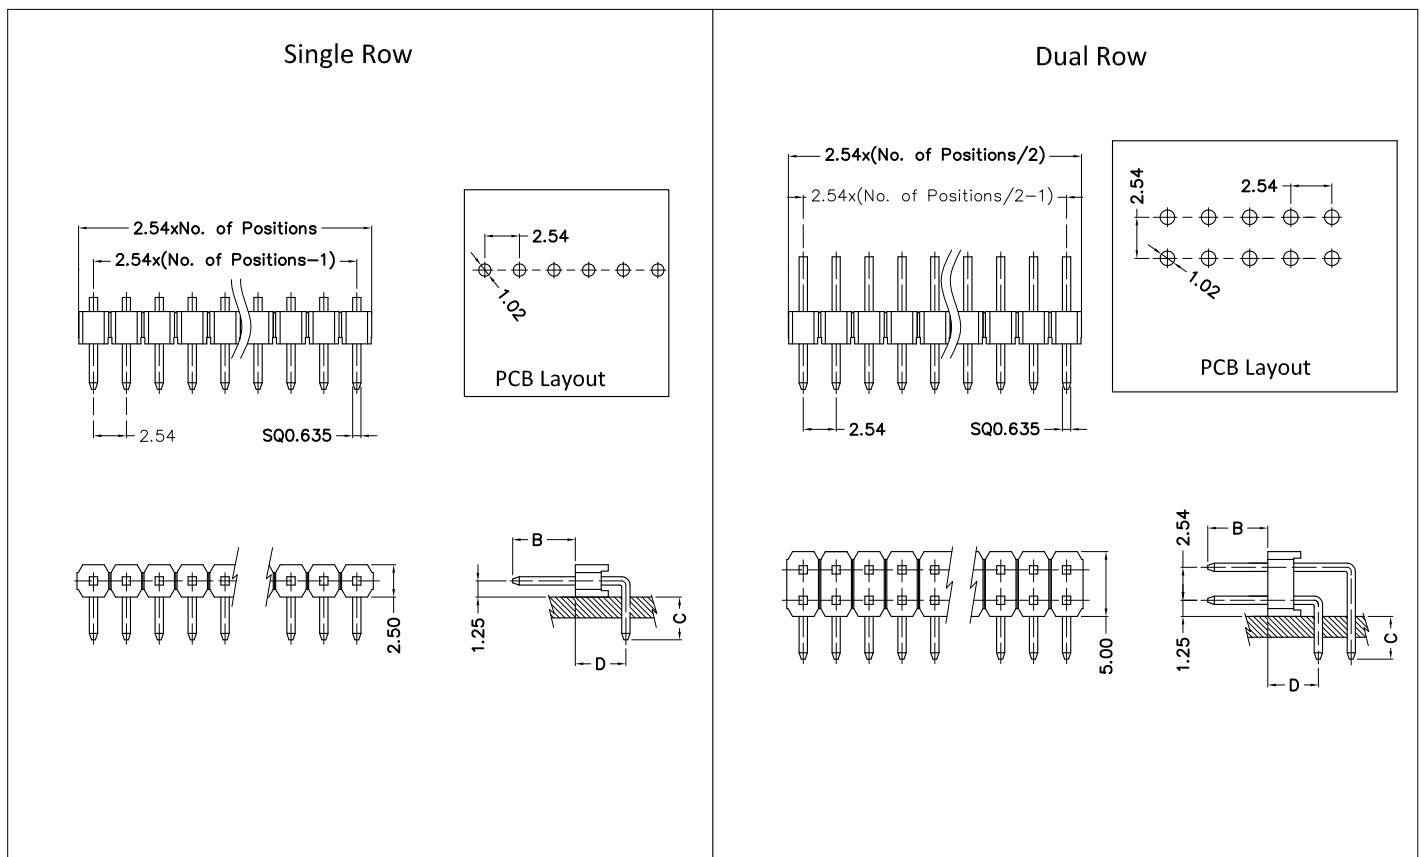 Single Row
2.54xNo. of Positions
2.54x(No. of Positions-1)
2.54
SQ0.635
2.54
1.02
PCB Layout
2.50
B
1.25
C
D
Dual Row
2.54x(No. of Positions/2)
2.54x(No. of Positions/2-1)
2.54
SQ0.635
2.54
2.54
1.02
PCB Layout
5.00
2.54
B
1.25
C
D